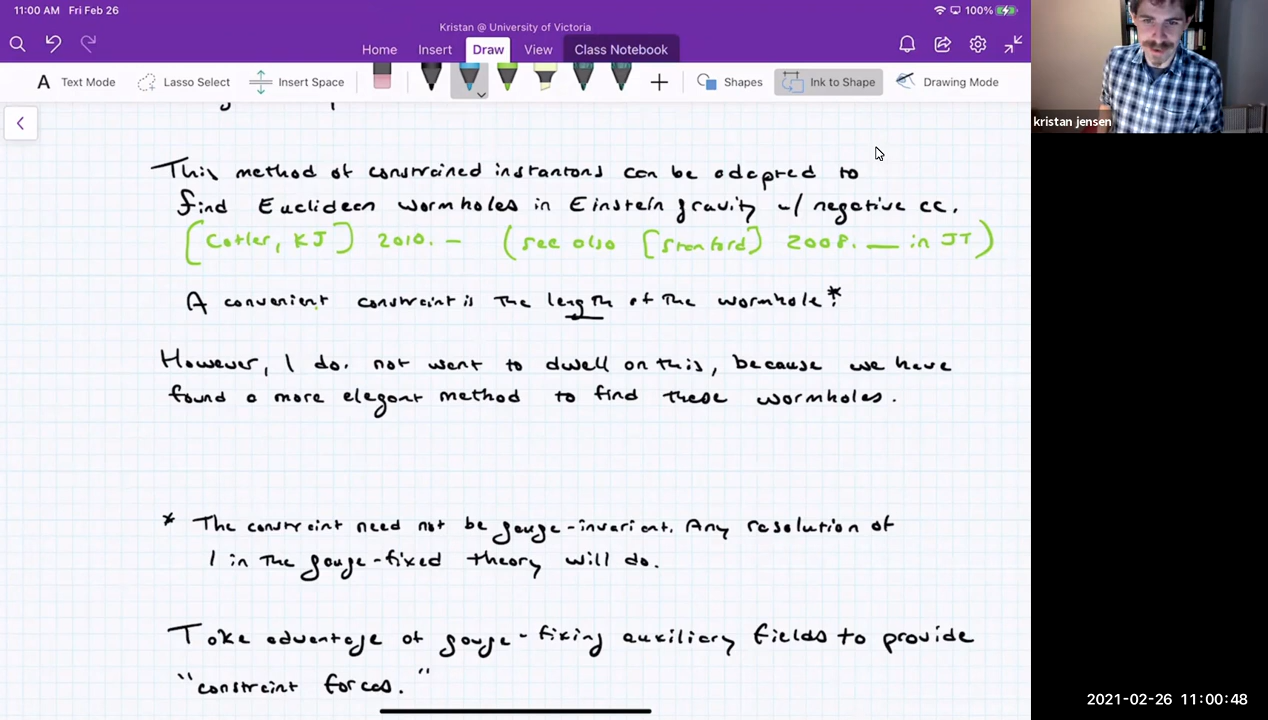 11:00 AM Fri Feb 26
100%
Kristan @ University of Victoria
Home Insert Draw View Class Notebook
A Text Mode Lasso Select Insert Space Shapes Ink to Shape Drawing Mode
kristan jensen
This method of constrained instantons can be adapted to
find Euclidean wormholes in Einstein gravity w/ negative cc.
[Cotler, KJ] 2010. — (see also [Stanford] 2008. — in JT)
A convenient constraint is the length of the wormhole*.
However, I do. not want to dwell on this, because we have
found a more elegant method to find these wormholes.
* The constraint need not be gauge-invariant. Any resolution of
1 in the gauge-fixed theory will do.
Take advantage of gauge-fixing auxiliary fields to provide
"constraint forces."
2021-02-26 11:00:48